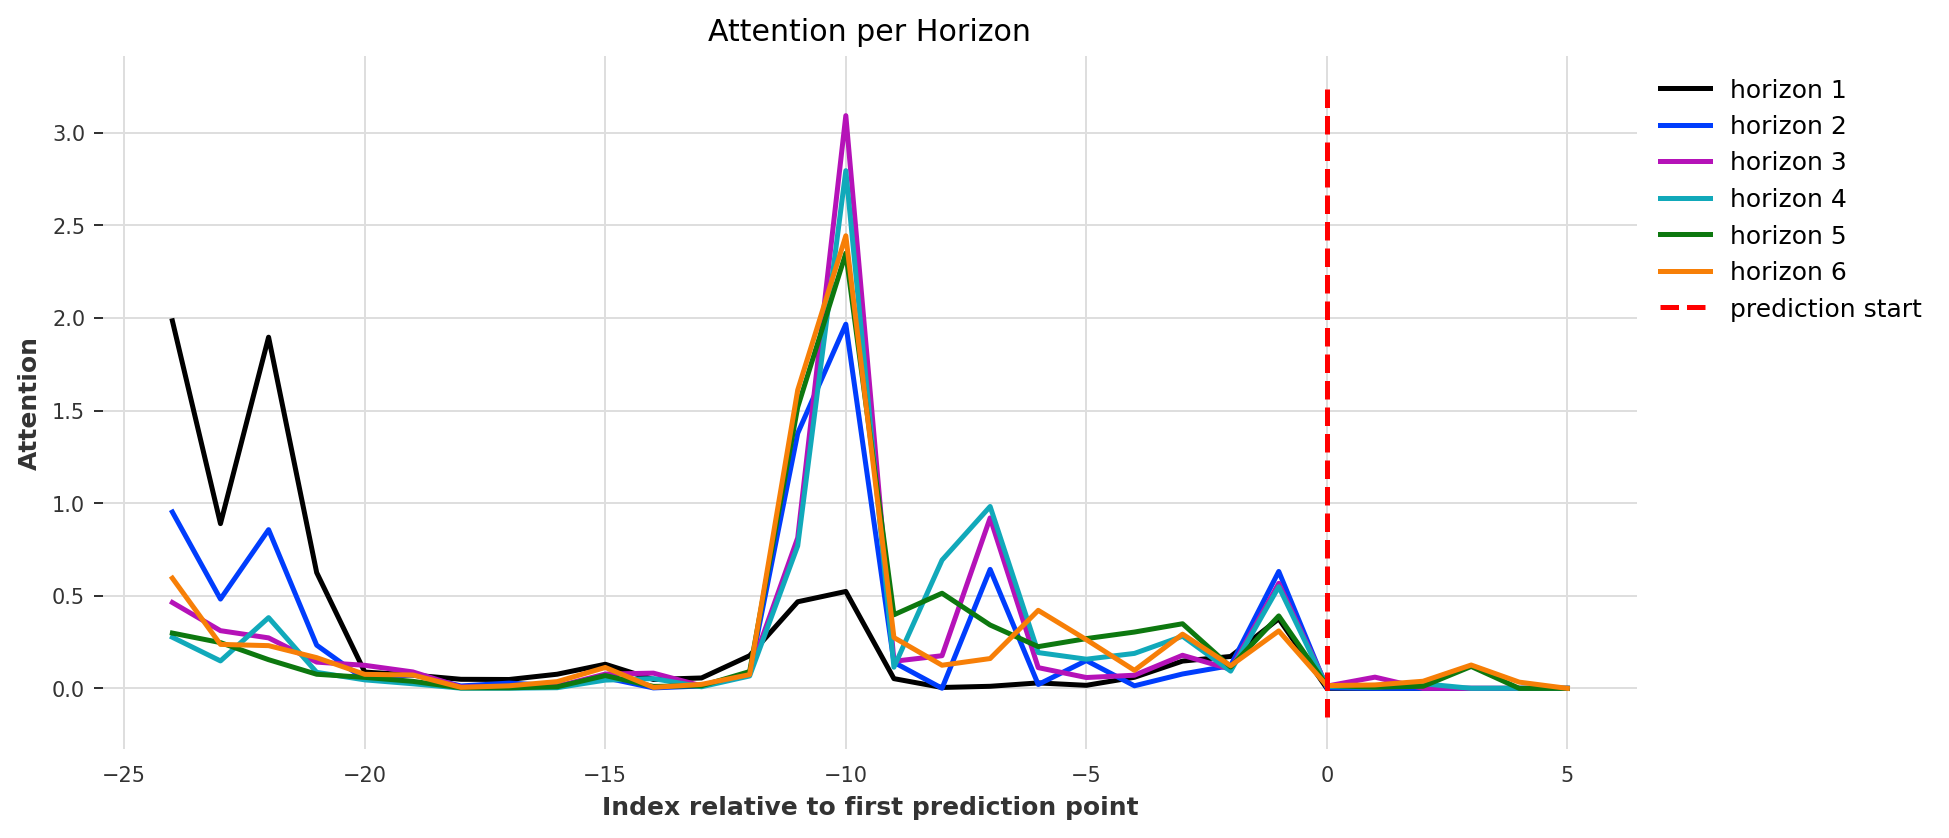 Attention per Horizon
3.0
2.5
2.0
1.5
1.0
0.5
0.0
Attention
−25
−20
−15
−10
−5
0
5
Index relative to first prediction point
horizon 1
horizon 2
horizon 3
horizon 4
horizon 5
horizon 6
prediction start